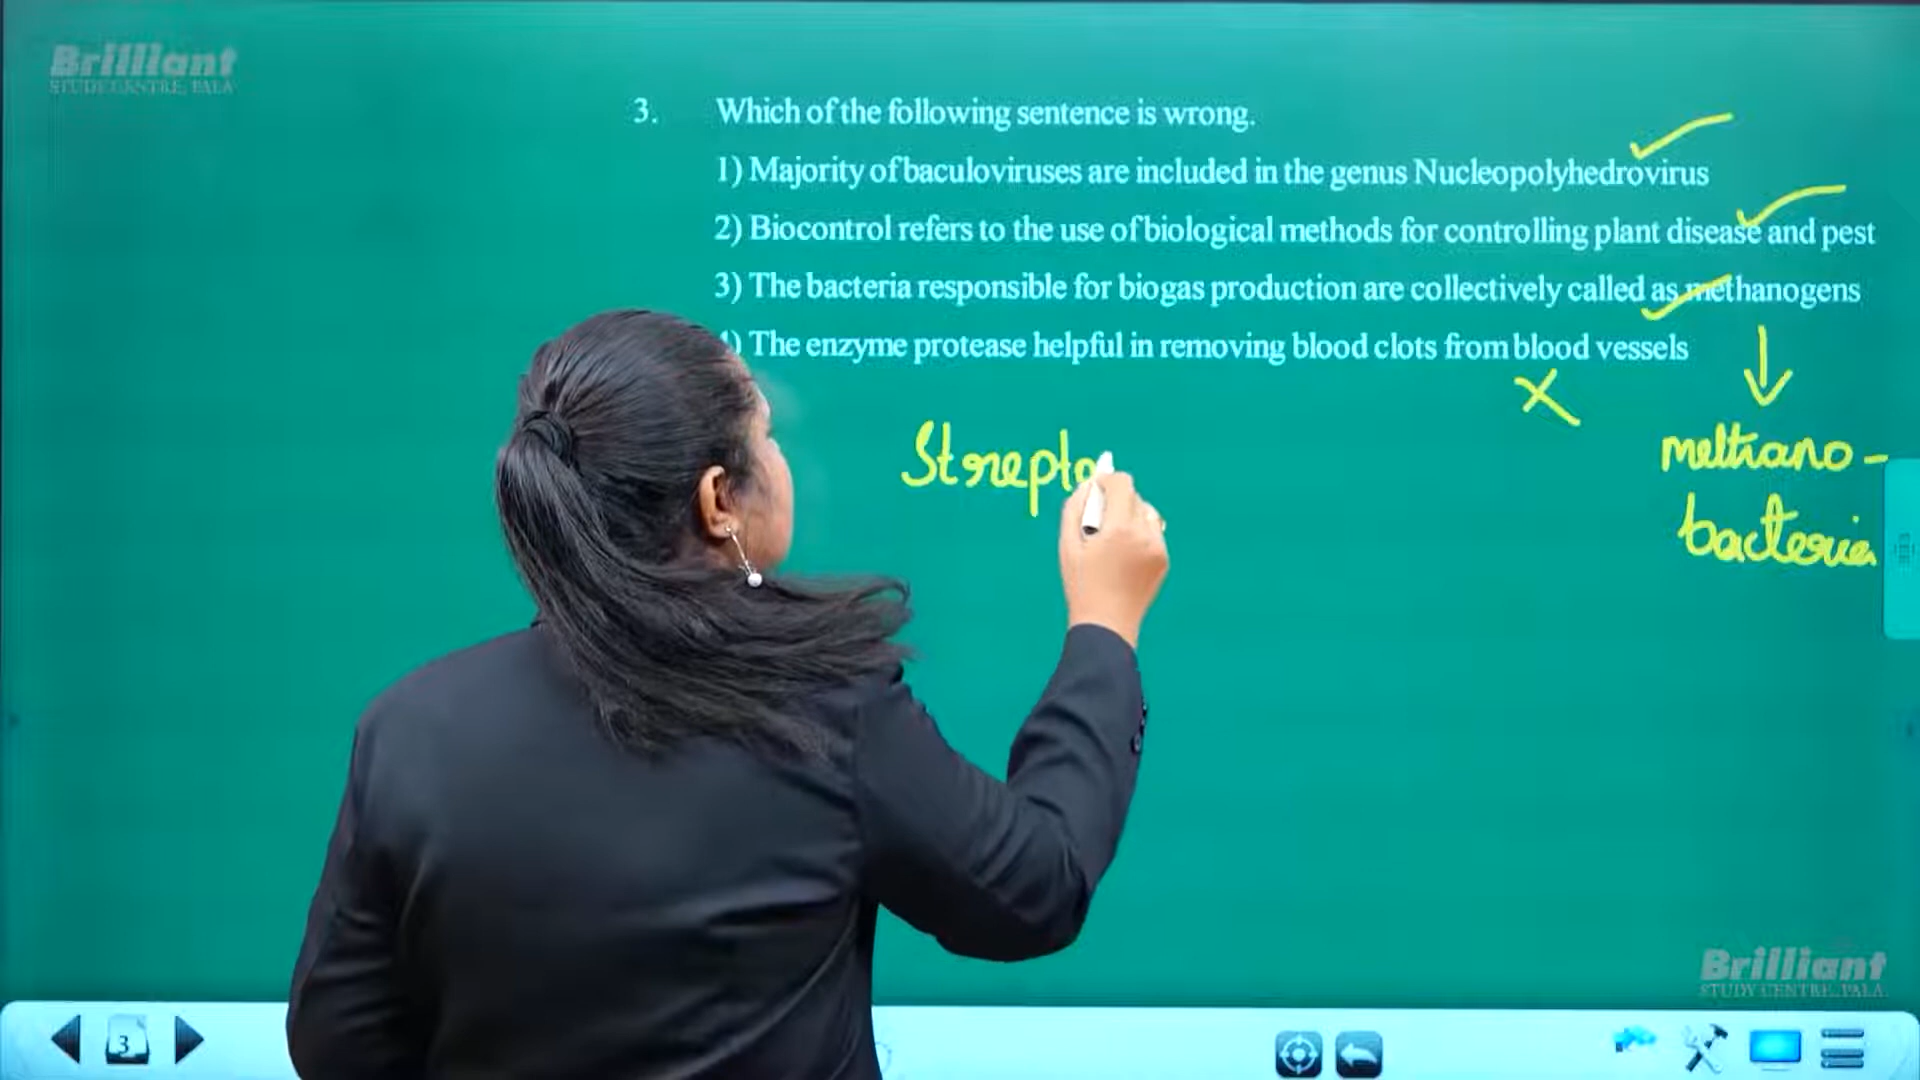 Brilliant
STUDY CENTRE, PALA
3. Which of the following sentence is wrong.
1) Majority of baculoviruses are included in the genus Nucleopolyhedrovirus
2) Biocontrol refers to the use of biological methods for controlling plant disease and pest
3) The bacteria responsible for biogas production are collectively called as methanogens
4) The enzyme protease helpful in removing blood clots from blood vessels
X
Strepto
methano -
bacteria
Brilliant
STUDY CENTRE, PALA
3